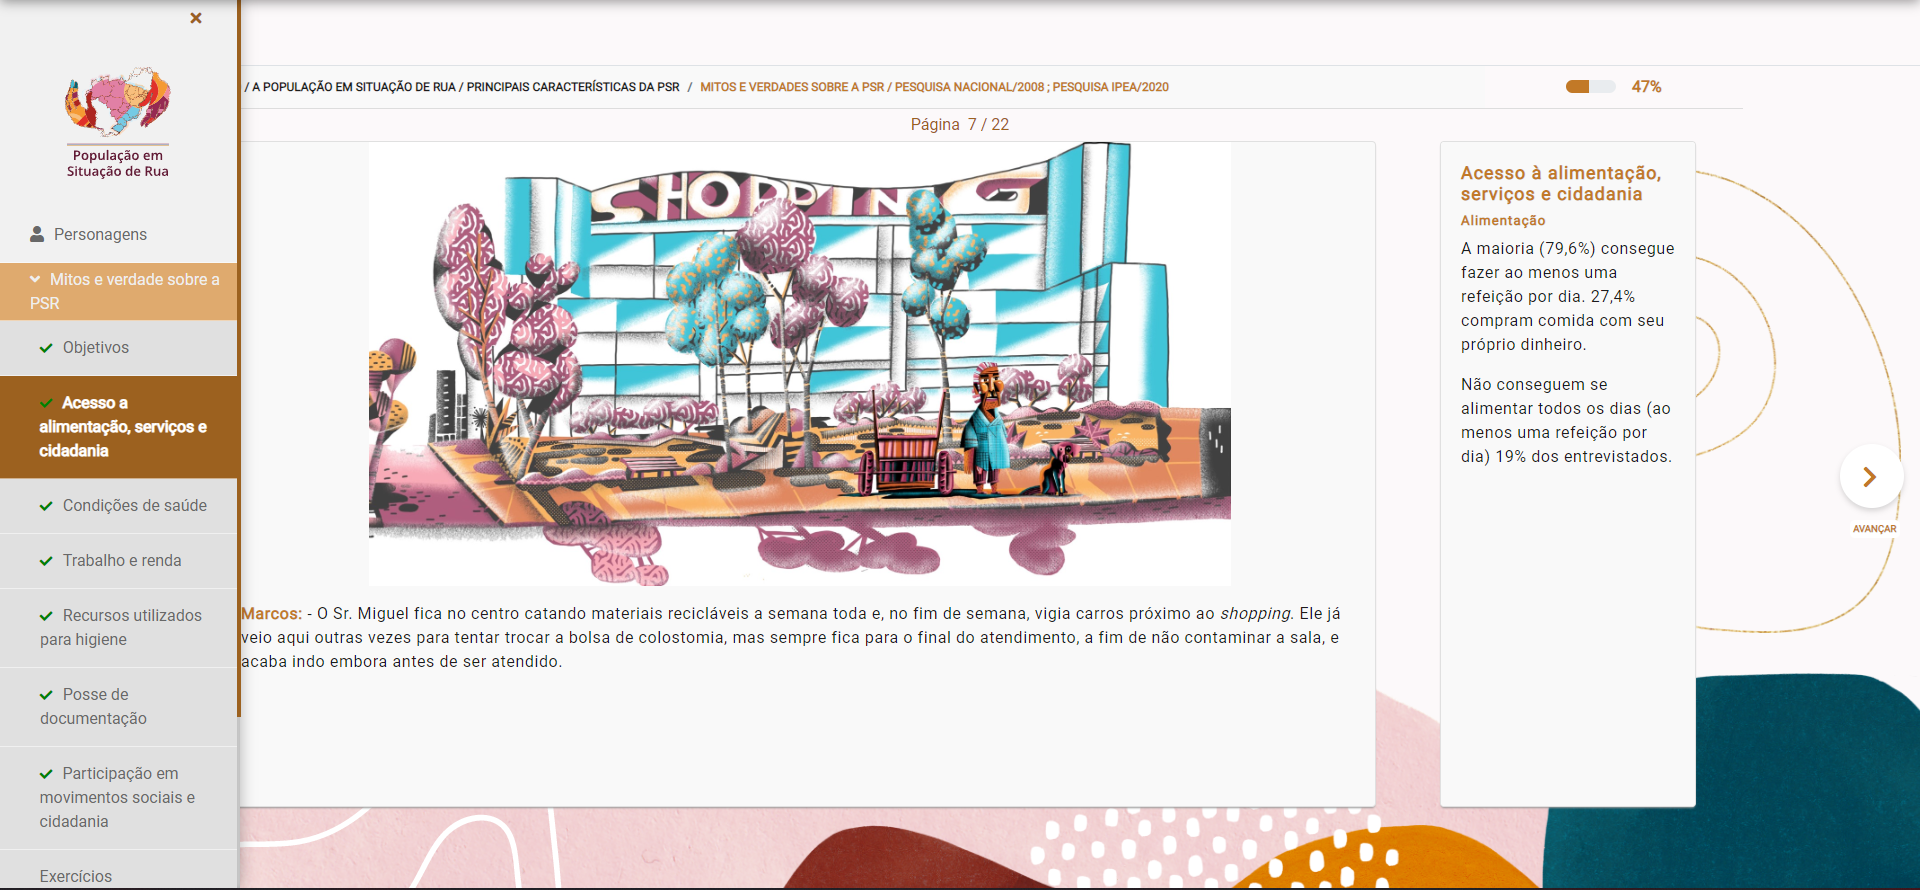 População em
Situação de Rua
Personagens
Mitos e verdade sobre a
PSR
Objetivos
Acesso a
alimentação, serviços e
cidadania
Condições de saúde
Trabalho e renda
Recursos utilizados
para higiene
Posse de
documentação
Participação em
movimentos sociais e
cidadania
Exercícios
/ A POPULAÇÃO EM SITUAÇÃO DE RUA / PRINCIPAIS CARACTERÍSTICAS DA PSR / MITOS E VERDADES SOBRE A PSR / PESQUISA NACIONAL/2008 ; PESQUISA IPEA/2020
47%
Página 7 / 22
SHOPPING
Marcos: - O Sr. Miguel fica no centro catando materiais recicláveis a semana toda e, no fim de semana, vigia carros próximo ao shopping. Ele já
veio aqui outras vezes para tentar trocar a bolsa de colostomia, mas sempre fica para o final do atendimento, a fim de não contaminar a sala, e
acaba indo embora antes de ser atendido.
Acesso à alimentação,
serviços e cidadania
Alimentação
A maioria (79,6%) consegue
fazer ao menos uma
refeição por dia. 27,4%
compram comida com seu
próprio dinheiro.
Não conseguem se
alimentar todos os dias (ao
menos uma refeição por
dia) 19% dos entrevistados.
AVANÇAR